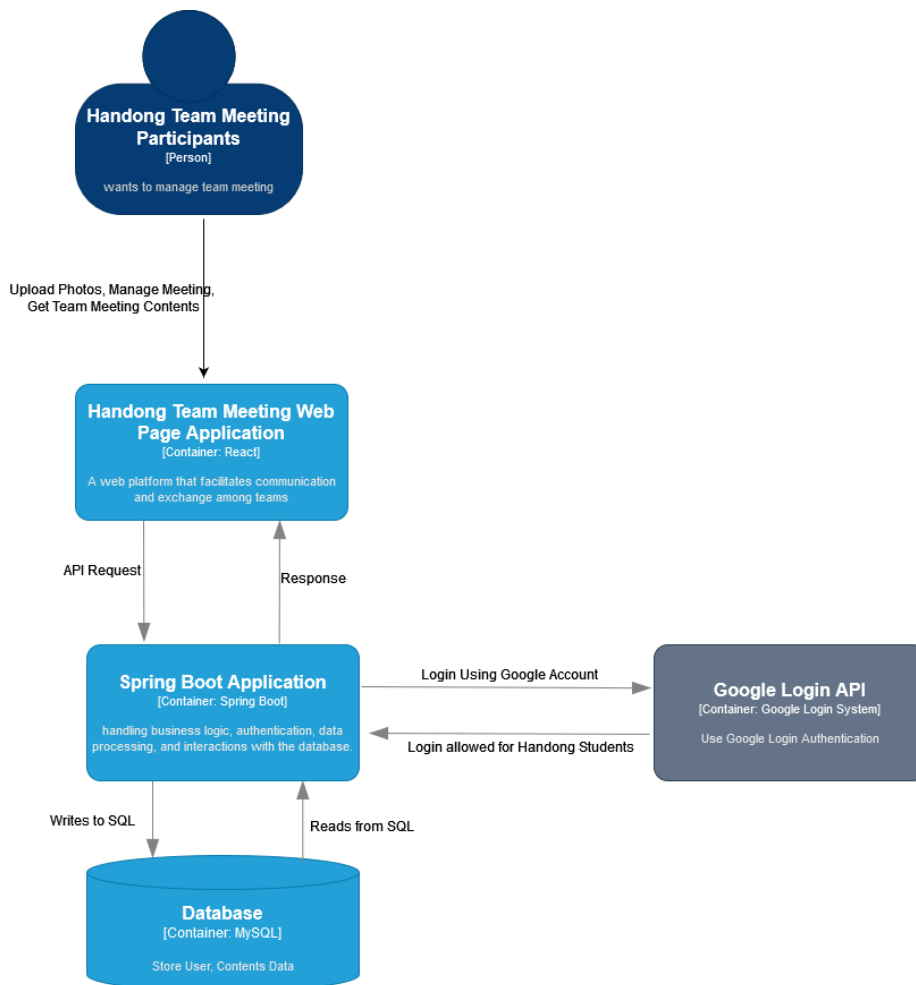 Handong Team Meeting
Participants
[Person]
wants to manage team meeting
Upload Photos, Manage Meeting,
Get Team Meeting Contents
Handong Team Meeting Web
Page Application
[Container: React]
A web platform that facilitates communication
and exchange among teams
API Request
Response
Spring Boot Application
[Container: Spring Boot]
handling business logic, authentication, data
processing, and interactions with the database.
Login Using Google Account
Login allowed for Handong Students
Google Login API
[Container: Google Login System]
Use Google Login Authentication
Writes to SQL
Reads from SQL
Database
[Container: MySQL]
Store User, Contents Data